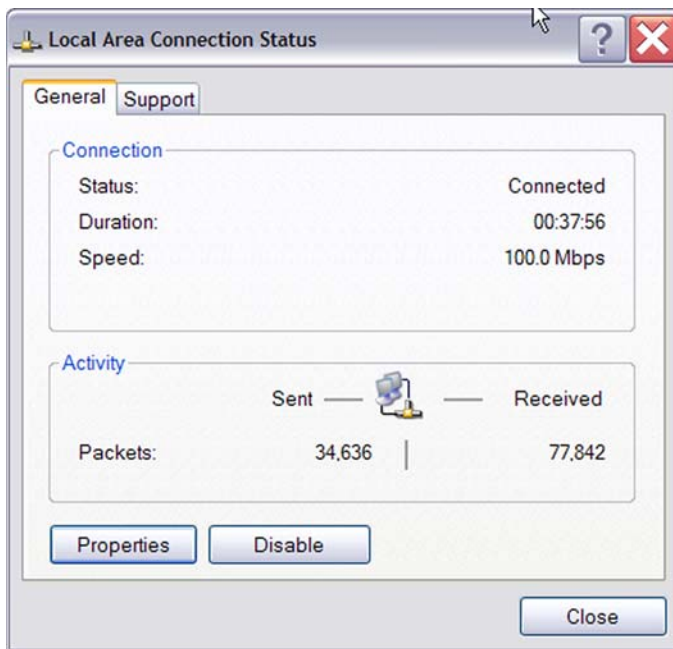 Local Area Connection Status
General Support
Connection
Status: Connected
Duration: 00:37:56
Speed: 100.0 Mbps
Activity
Sent Received
Packets: 34,636 77,842
Properties Disable
Close